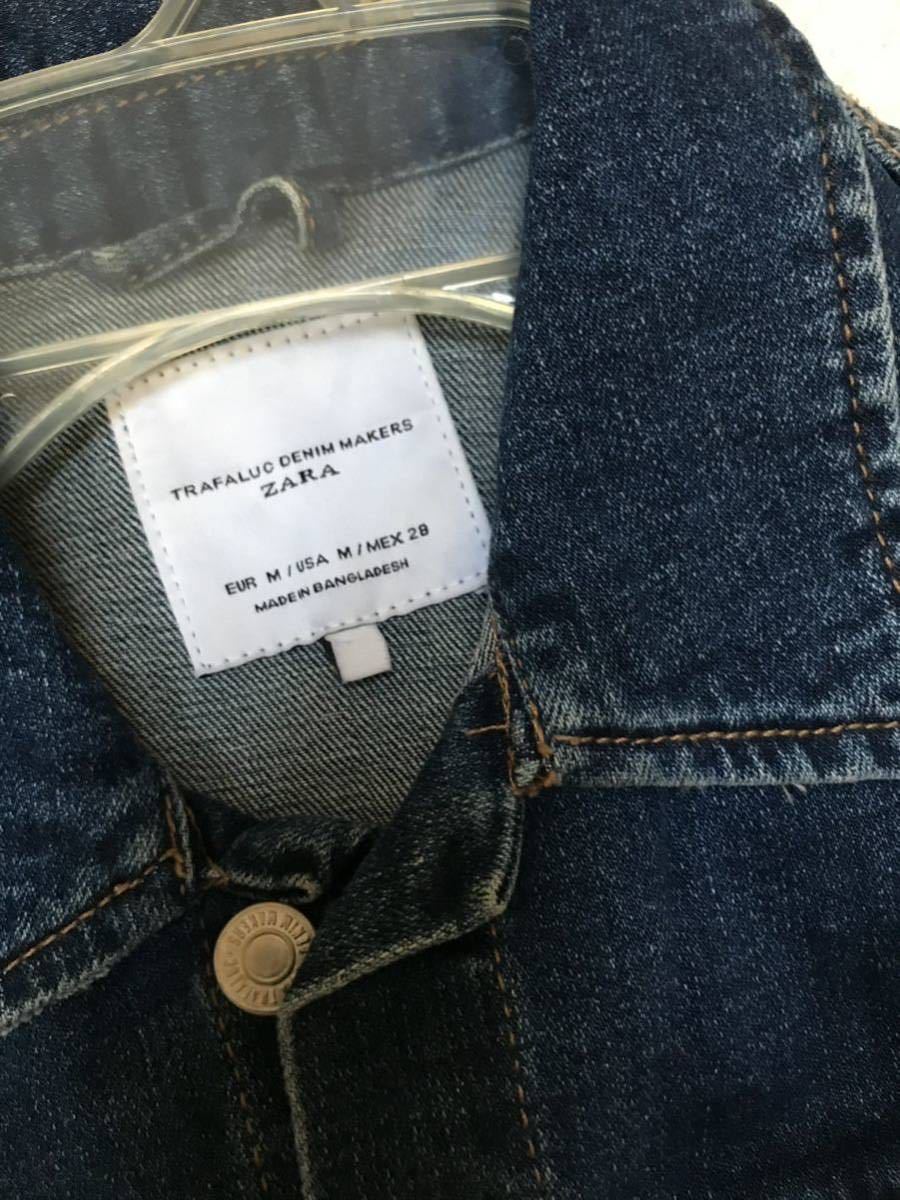 TRAFALUC DENIM MAKERS
ZARA
EUR M / USA M / MEX 28
MADE IN BANGLADESH